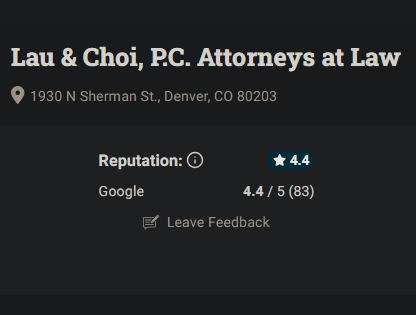 Lau & Choi, P.C. Attorneys at Law
1930 N Sherman St., Denver, CO 80203
Reputation: 4.4
Google 4.4 / 5 (83)
Leave Feedback